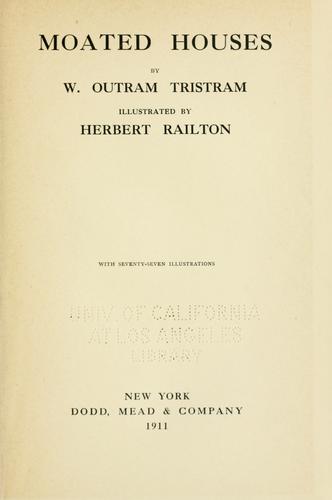 MOATED HOUSES
BY
W. OUTRAM TRISTRAM
ILLUSTRATED BY
HERBERT RAILTON
WITH SEVENTY-SEVEN ILLUSTRATIONS
UNIV. OF CALIFORNIA
AT LOS ANGELES
LIBRARY
NEW YORK
DODD, MEAD & COMPANY
1911